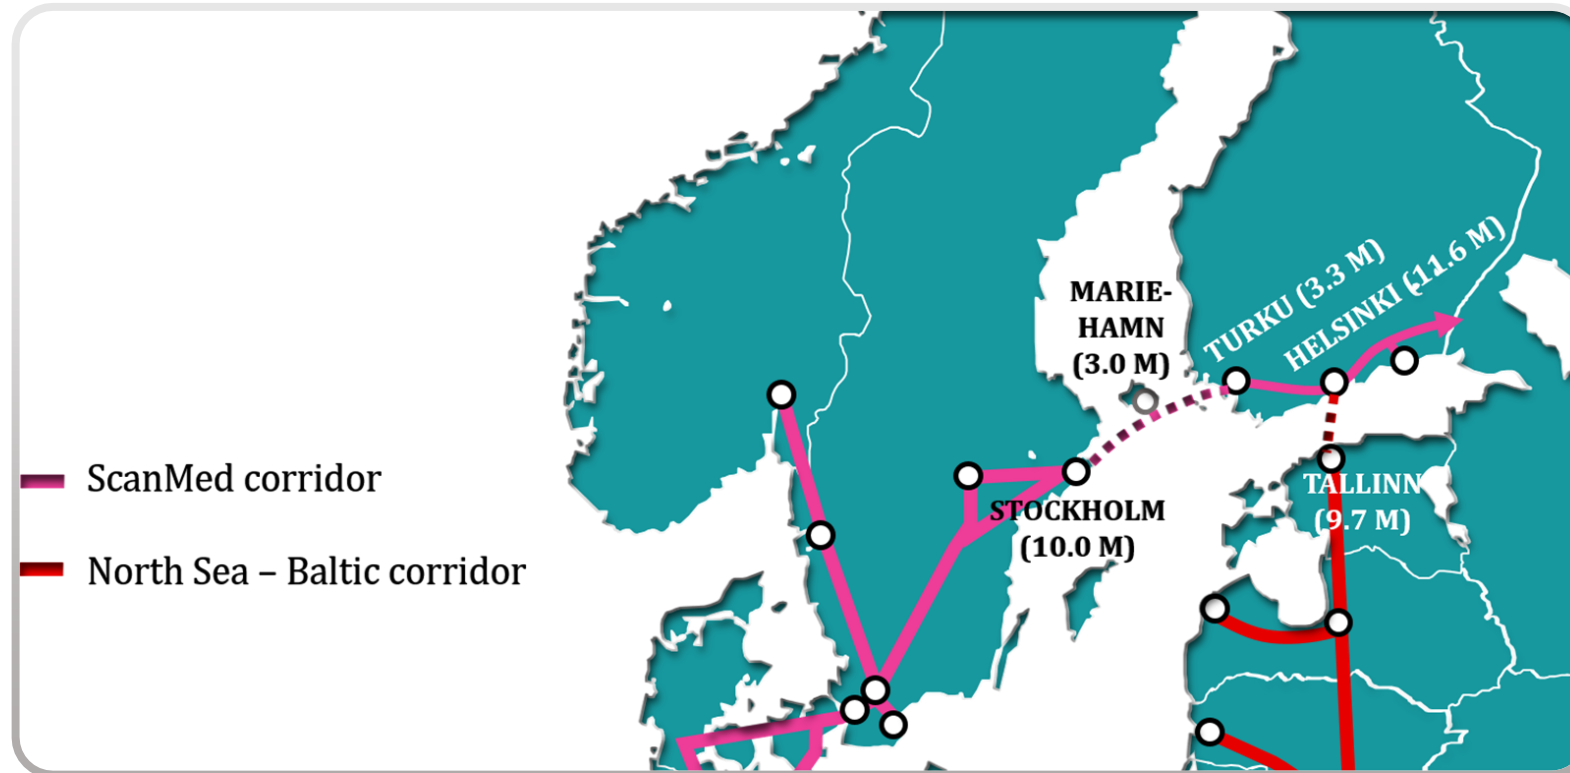 MARIE-
HAMN
(3.0 M)
TURKU (3.3 M)
HELSINKI (11.6 M)
ScanMed corridor
STOCKHOLM
(10.0 M)
TALLINN
(9.7 M)
North Sea – Baltic corridor